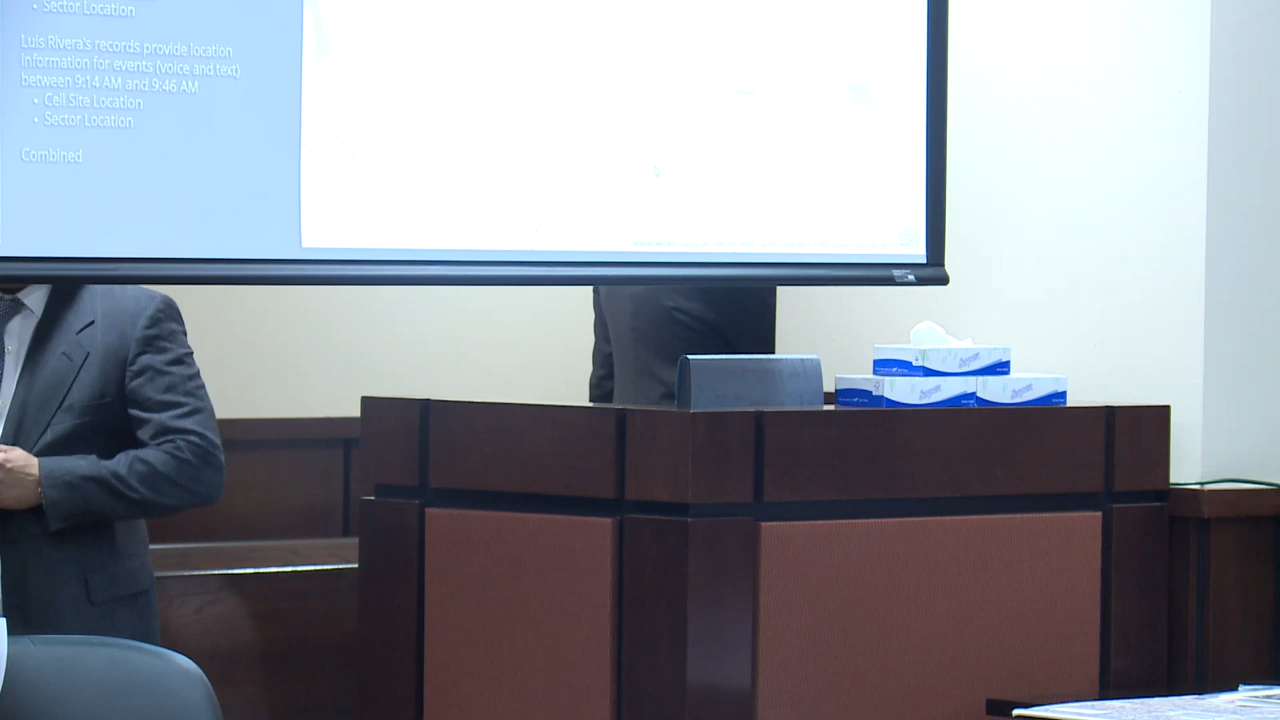 • Sector Location
Luis Rivera's records provide location
information for events (voice and text)
between 9:14 AM and 9:46 AM
• Cell Site Location
• Sector Location
Combined